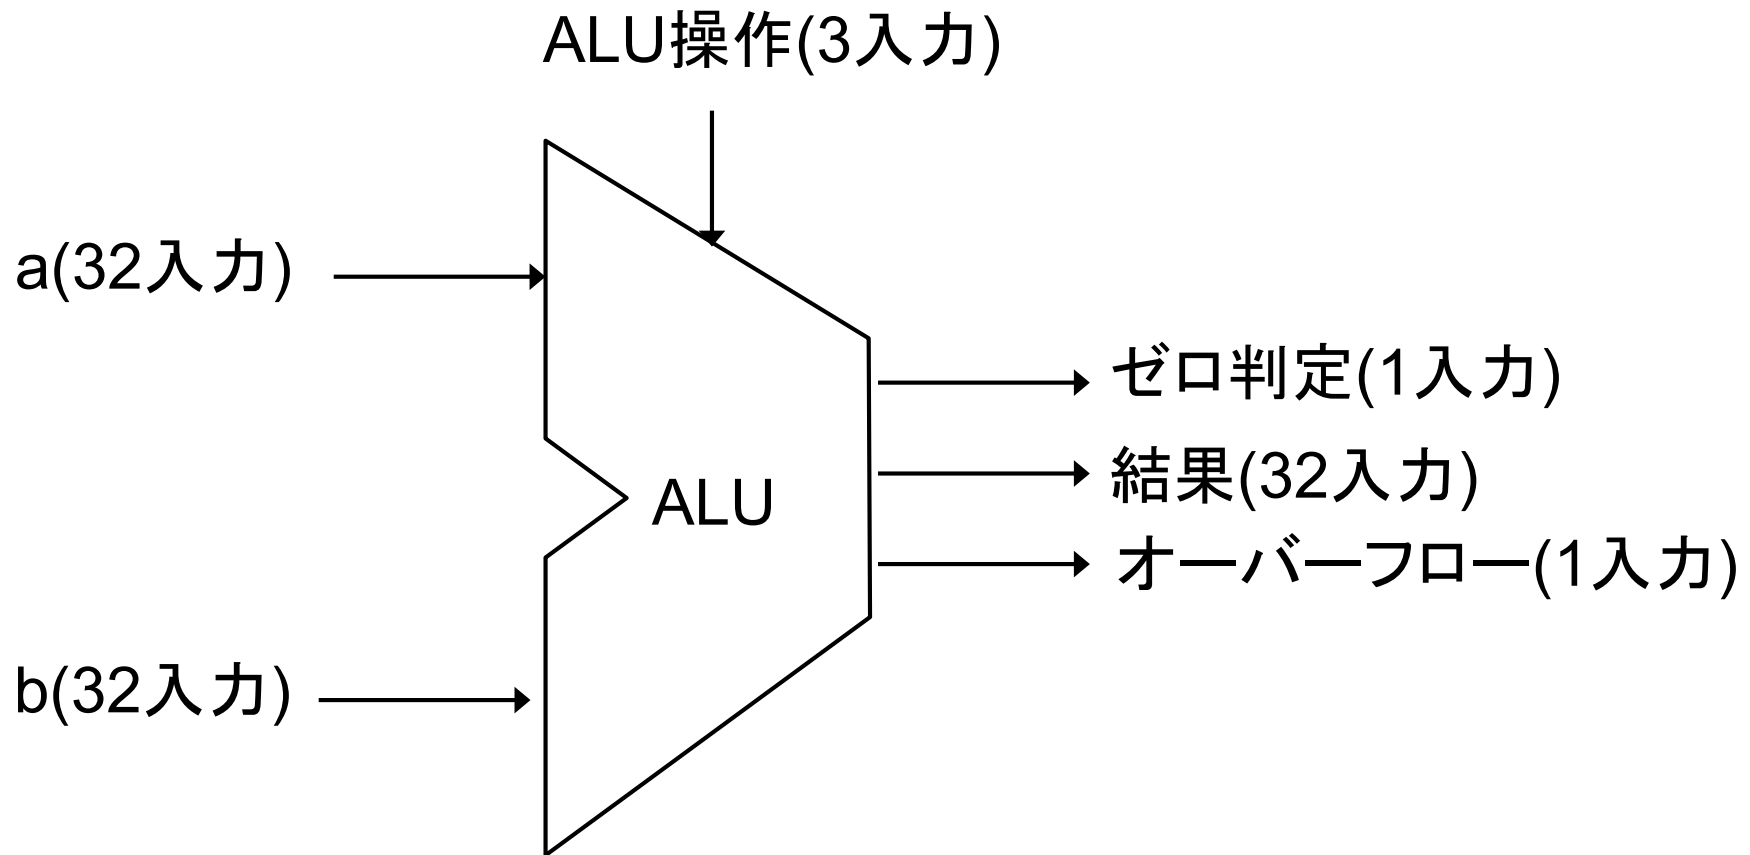 ALU操作(3入力)
a(32入力)
ゼロ判定(1入力)
結果(32入力)
ALU
オーバーフロー(1入力)
b(32入力)